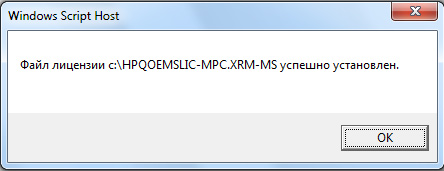 Windows Script Host
Файл лицензии c:\HPQOEMSLIC-MPC.XRM-MS успешно установлен.
OK